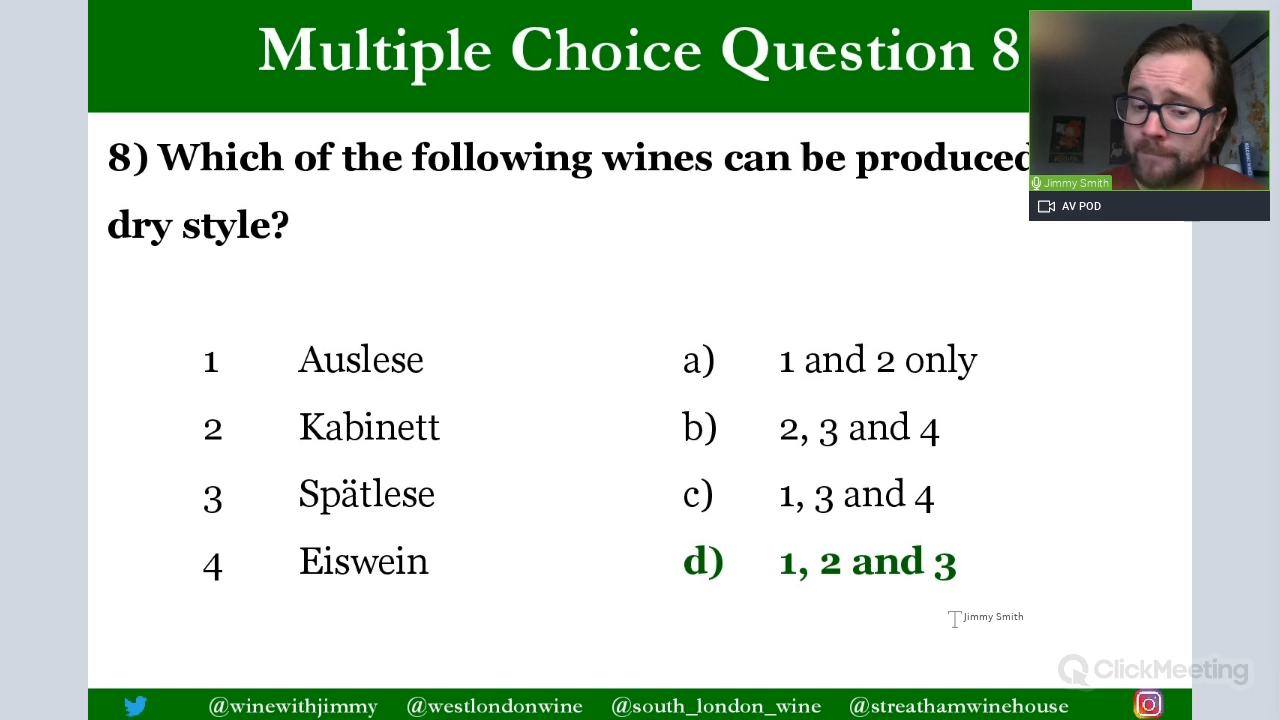 Multiple Choice Question 8
8) Which of the following wines can be produced
dry style?
1 Auslese a) 1 and 2 only
2 Kabinett b) 2, 3 and 4
3 Spätlese c) 1, 3 and 4
4 Eiswein d) 1, 2 and 3
Jimmy Smith
AV POD
Jimmy Smith
ClickMeeting
@winewithjimmy @westlondonwine @south_london_wine @streathamwinehouse